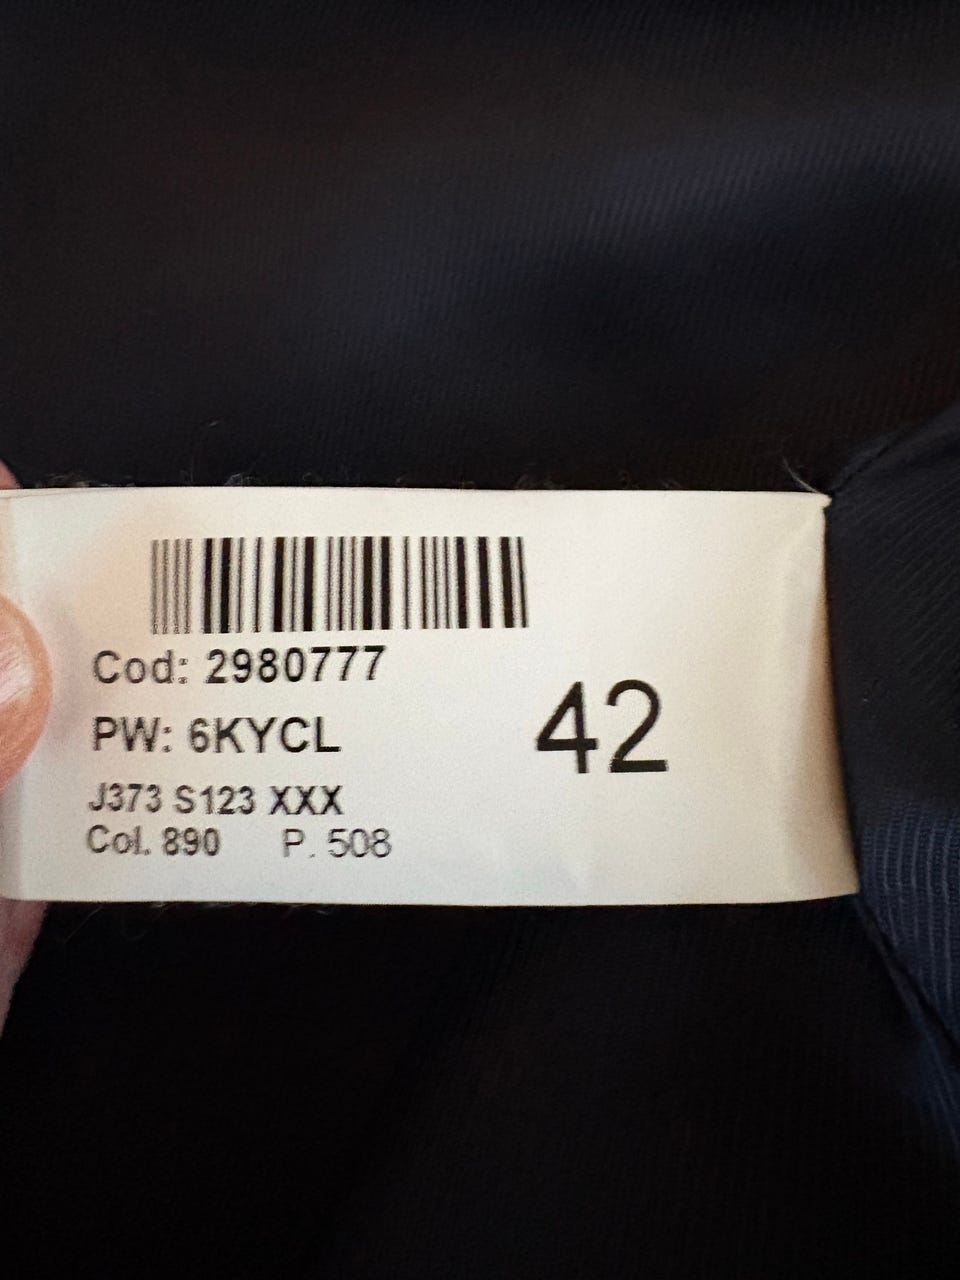 Cod: 2980777
PW: 6KYCL
42
J373 S123 XXX
Col. 890 P. 508